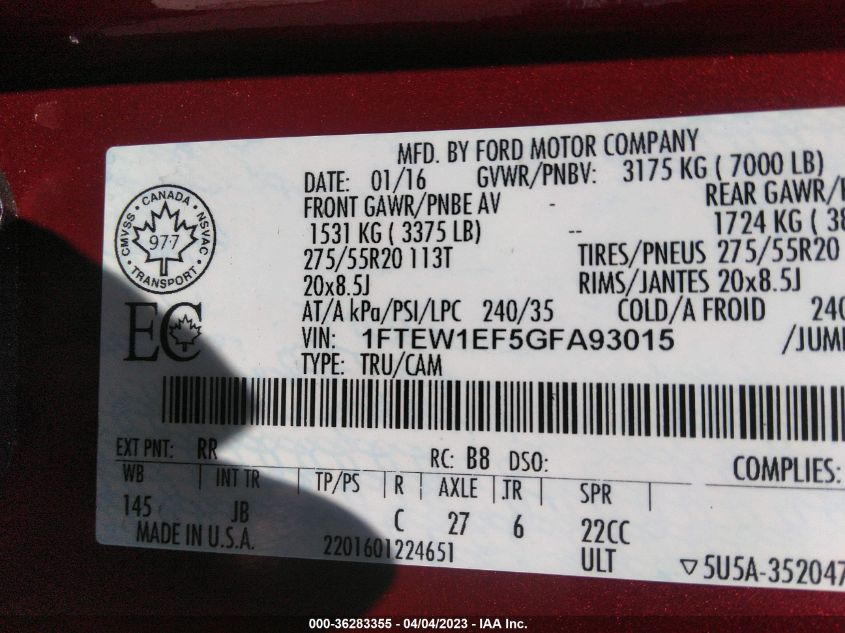 MFD. BY FORD MOTOR COMPANY
DATE: 01/16 GVWR/PNBV: 3175 KG ( 7000 LB)
FRONT GAWR/PNBE AV - REAR GAWR/
1531 KG ( 3375 LB) -- 1724 KG ( 38
275/55R20 113T TIRES/PNEUS 275/55R20
20x8.5J RIMS/JANTES 20x8.5J
AT/A kPa/PSI/LPC 240/35 COLD/A FROID 240
VIN: 1FTEW1EF5GFA93015 /JUM
TYPE: TRU/CAM
CANADA
CMVSS · NSVAC
977
TRANSPORT
EC
EXT PNT: RR RC: B8 DSO:
WB INT TR TP/PS R AXLE TR SPR COMPLIES:
145 JB C 27 6 22CC
MADE IN U.S.A. 2201601224651 ULT ▽5U5A-352047
000-36283355 - 04/04/2023 - IAA Inc.